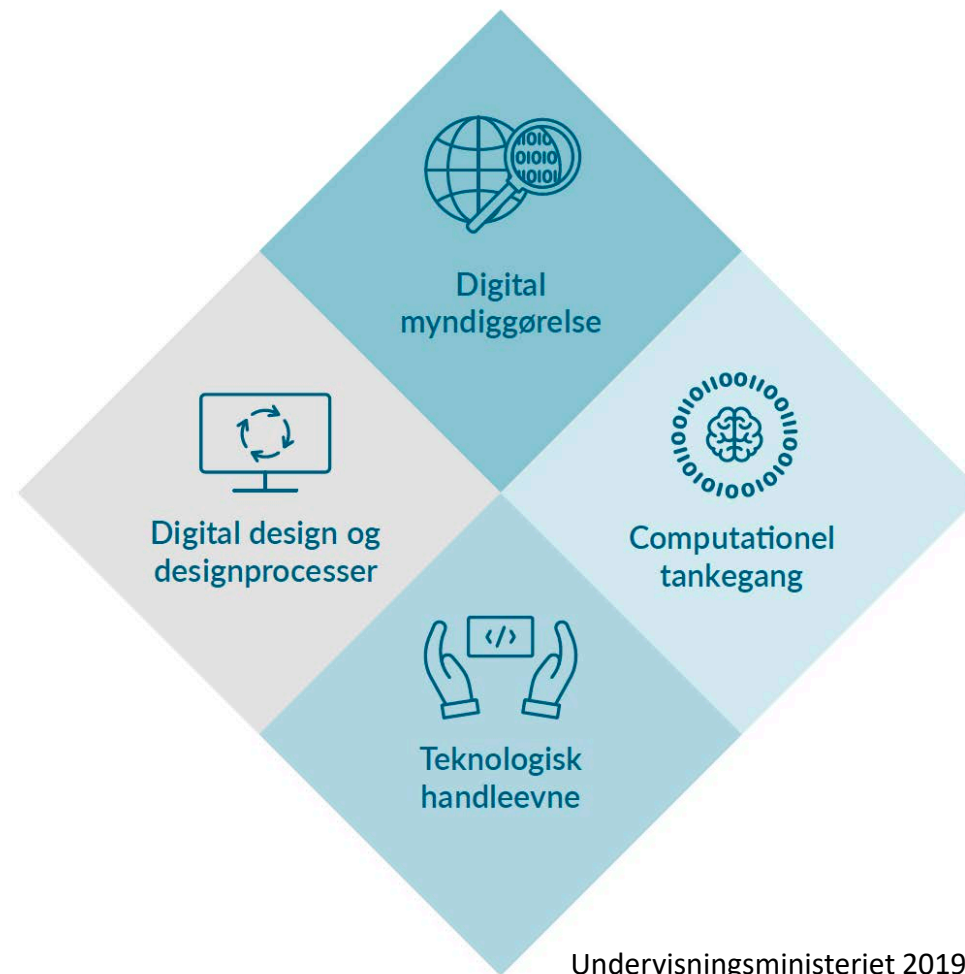 Digital
myndiggørelse
Digital design og
designprocesser
Computationel
tankegang
</>
Teknologisk
handleevne
Undervisningsministeriet 2019